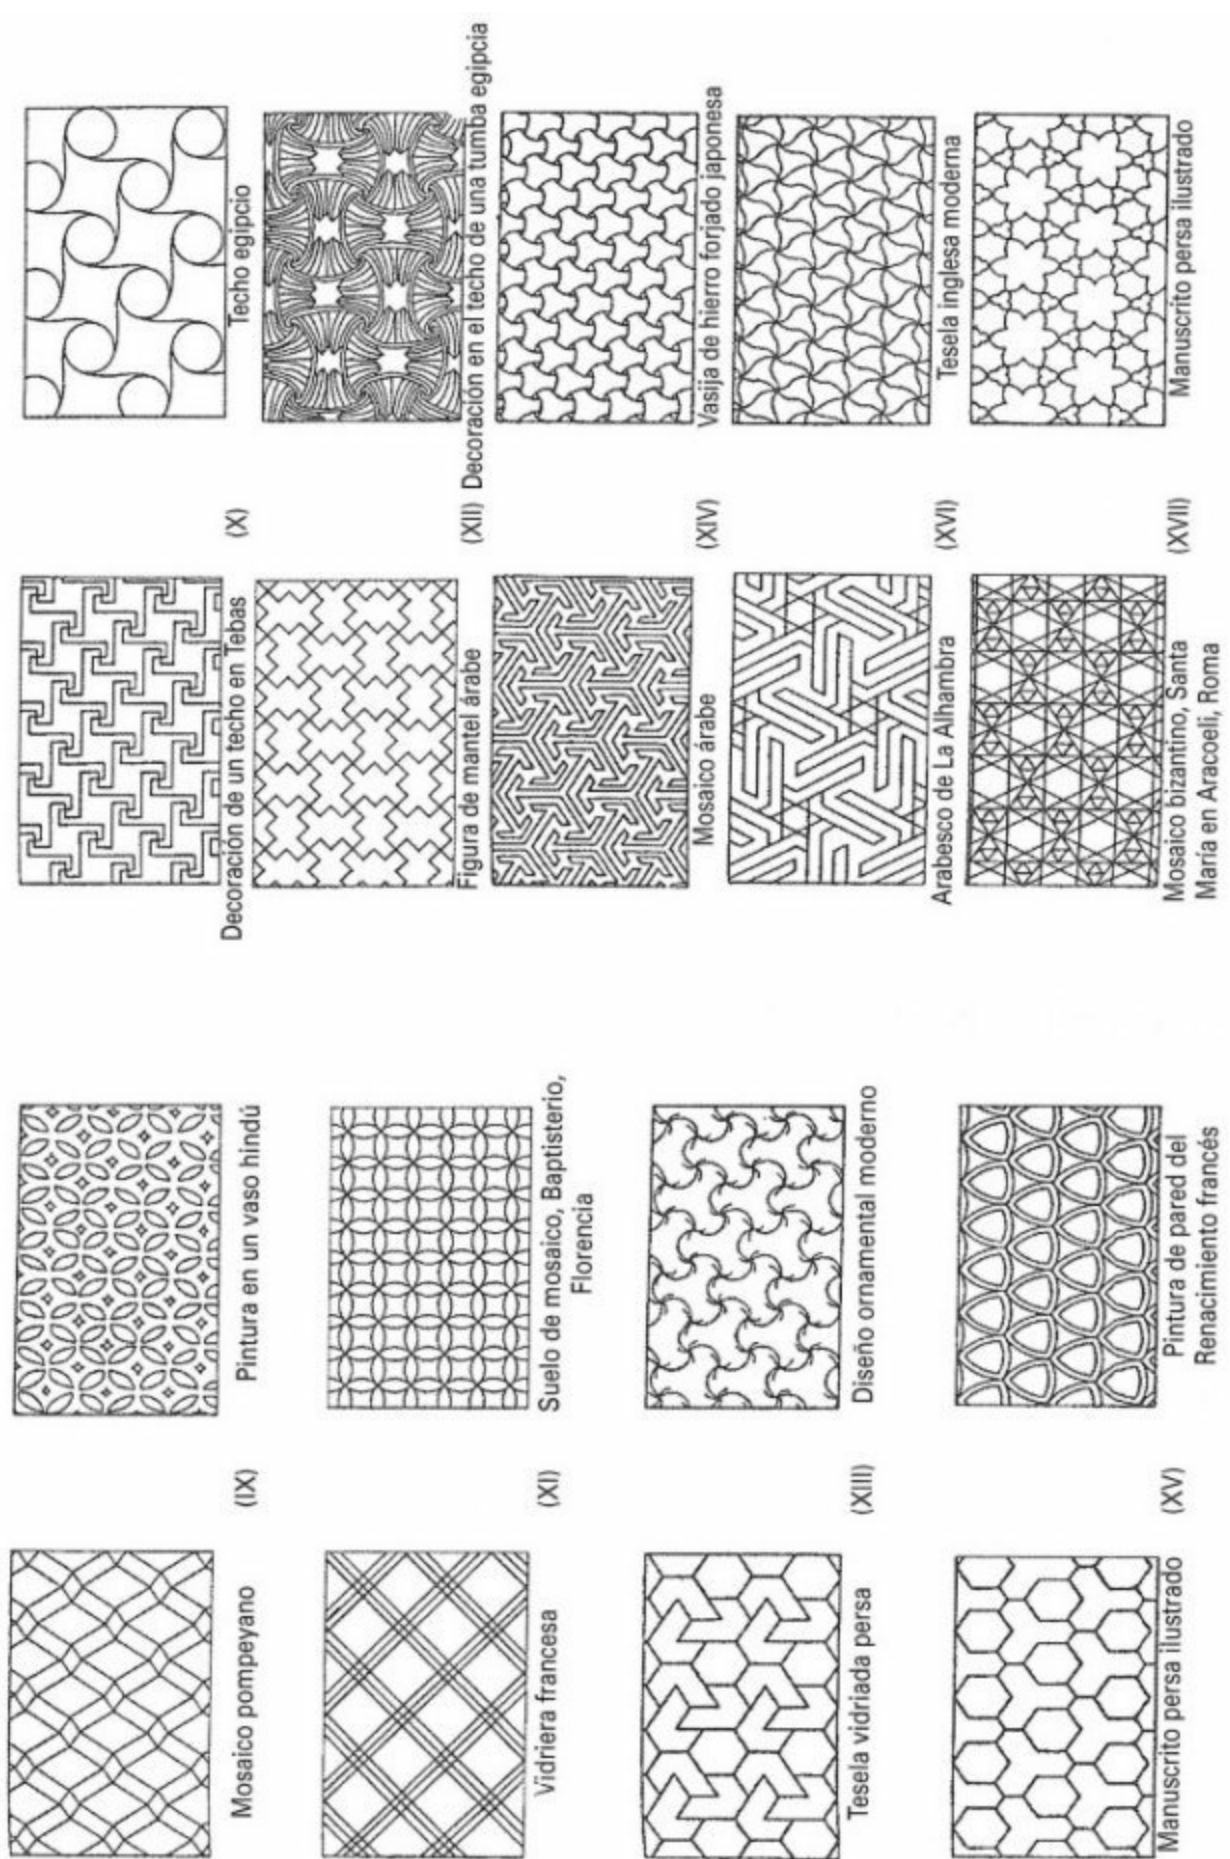 Mosaico pompeyano
(IX)
Pintura en un vaso hindú
Vidriera francesa
(XI)
Suelo de mosaico, Baptisterio,
Florencia
Tesela vidriada persa
(XIII)
Diseño ornamental moderno
Manuscrito persa ilustrado
(XV)
Pintura de pared del
Renacimiento francés
Decoración de un techo en Tebas
(X)
Techo egipcio
Figura de mantel árabe
(XII)
Decoración en el techo de una tumba egipcia
Mosaico árabe
(XIV)
Vasija de hierro forjado japonesa
Arabesco de La Alhambra
(XVI)
Tesela inglesa moderna
Mosaico bizantino, Santa
María en Aracoeli, Roma
(XVII)
Manuscrito persa ilustrado